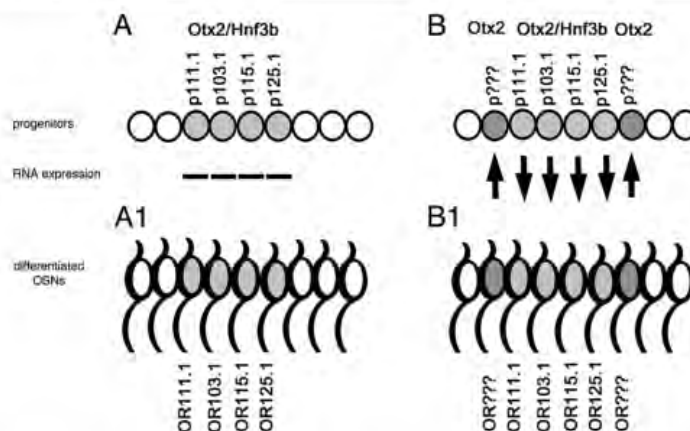 A
B
Otx2/Hnf3b
Otx2
Otx2/Hnf3b
Otx2
p111.1
p103.1
p115.1
p125.1
p???
p111.1
p103.1
p115.1
p125.1
p???
progenitors
RNA expression
A1
B1
differentiated
OSNs
OR111.1
OR103.1
OR115.1
OR125.1
OR???
OR111.1
OR103.1
OR115.1
OR125.1
OR???